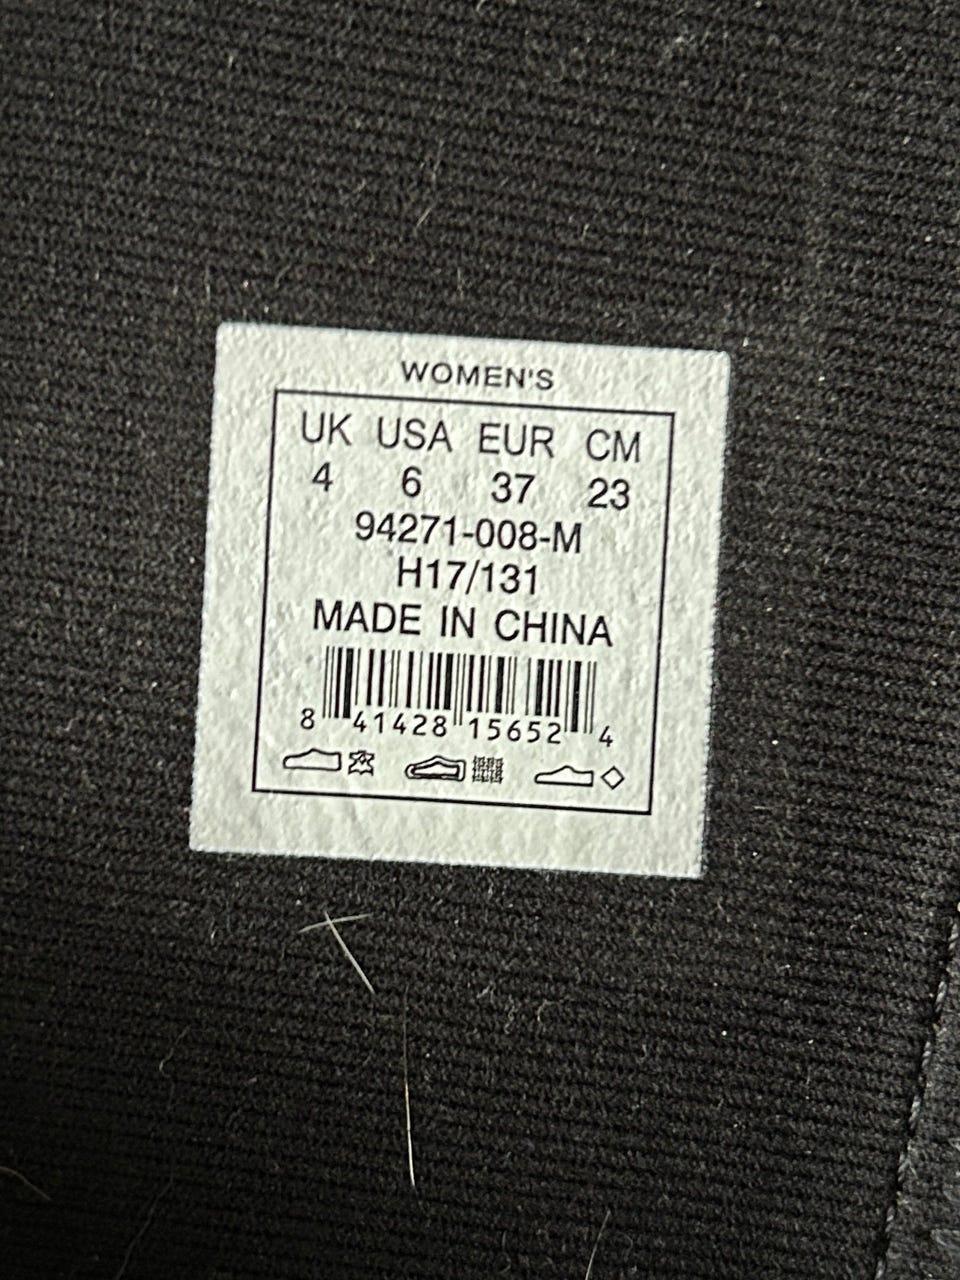 WOMEN'S
UK USA EUR CM
4 6 37 23
94271-008-M
H17/131
MADE IN CHINA
8 41428 15652 4